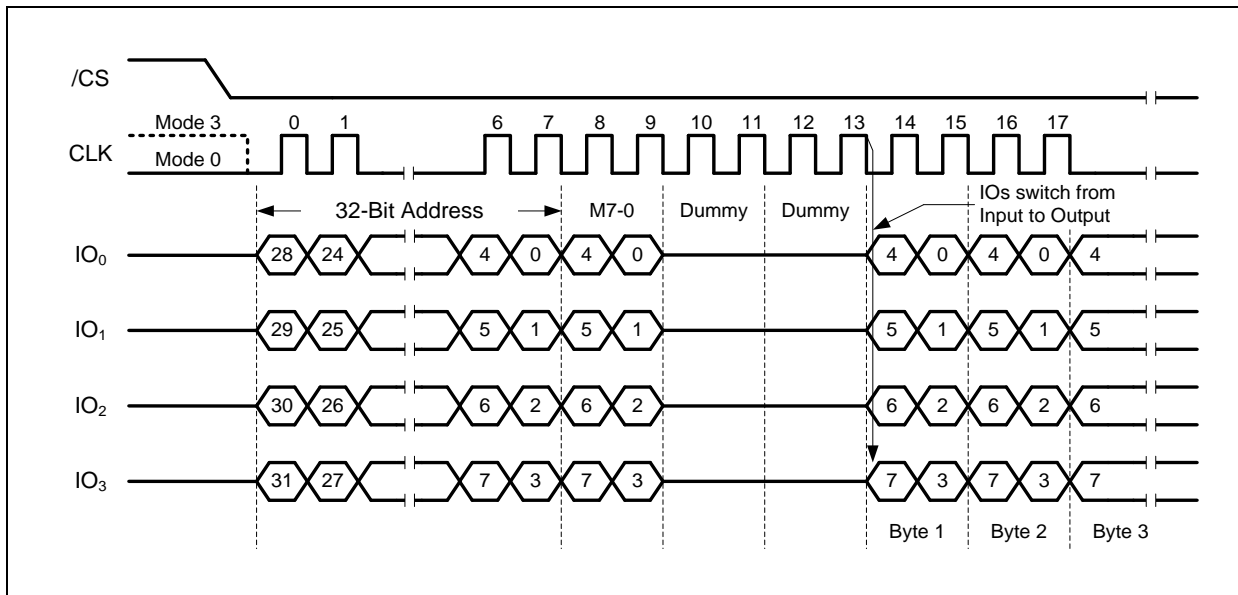 /CS
Mode 3 0 1 6 7 8 9 10 11 12 13 14 15 16 17
CLK Mode 0
32-Bit Address M7-0 Dummy Dummy IOs switch from
Input to Output
IO₀ 28 24 4 0 4 0 4 0 4 0 4
IO₁ 29 25 5 1 5 1 5 1 5 1 5
IO₂ 30 26 6 2 6 2 6 2 6 2 6
IO₃ 31 27 7 3 7 3 7 3 7 3 7
Byte 1 Byte 2 Byte 3